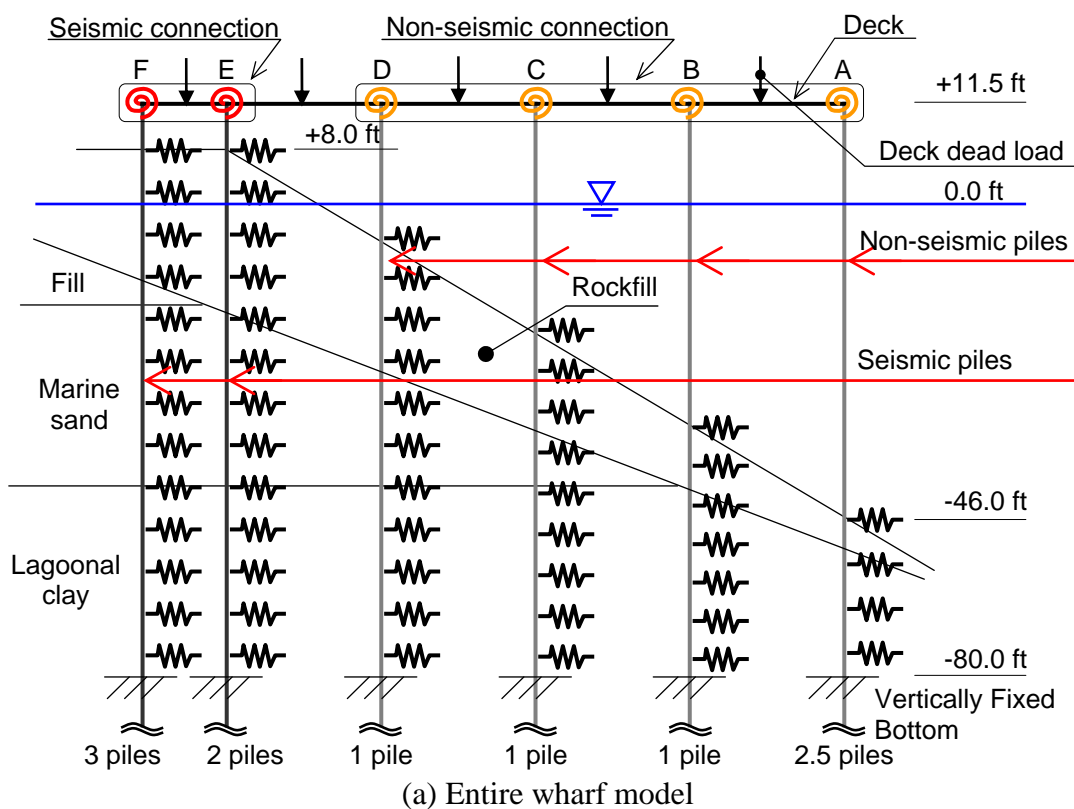 Seismic connection
Non-seismic connection
Deck
F
E
D
C
B
A
+11.5 ft
+8.0 ft
Deck dead load
0.0 ft
Non-seismic piles
Fill
Rockfill
Seismic piles
Marine
sand
-46.0 ft
Lagoonal
clay
-80.0 ft
Vertically Fixed
Bottom
3 piles
2 piles
1 pile
1 pile
1 pile
2.5 piles
(a) Entire wharf model